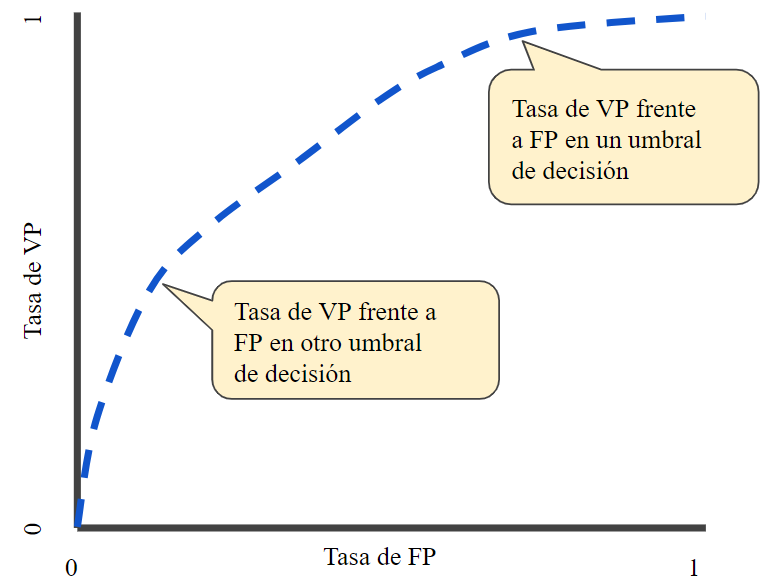 1
Tasa de VP frente
a FP en un umbral
de decisión
Tasa de VP
Tasa de VP frente a
FP en otro umbral
de decisión
0
0
Tasa de FP
1